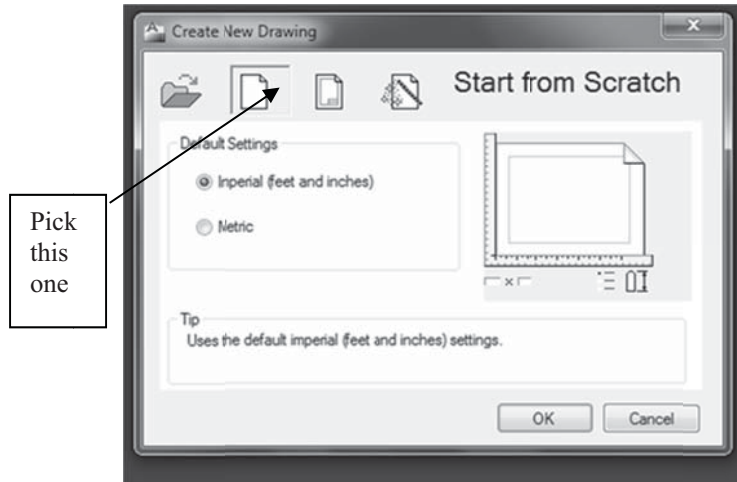 Create New Drawing
Start from Scratch
Default Settings
Imperial (feet and inches)
Metric
Pick
this
one
Tip
Uses the default imperial (feet and inches) settings.
OK
Cancel